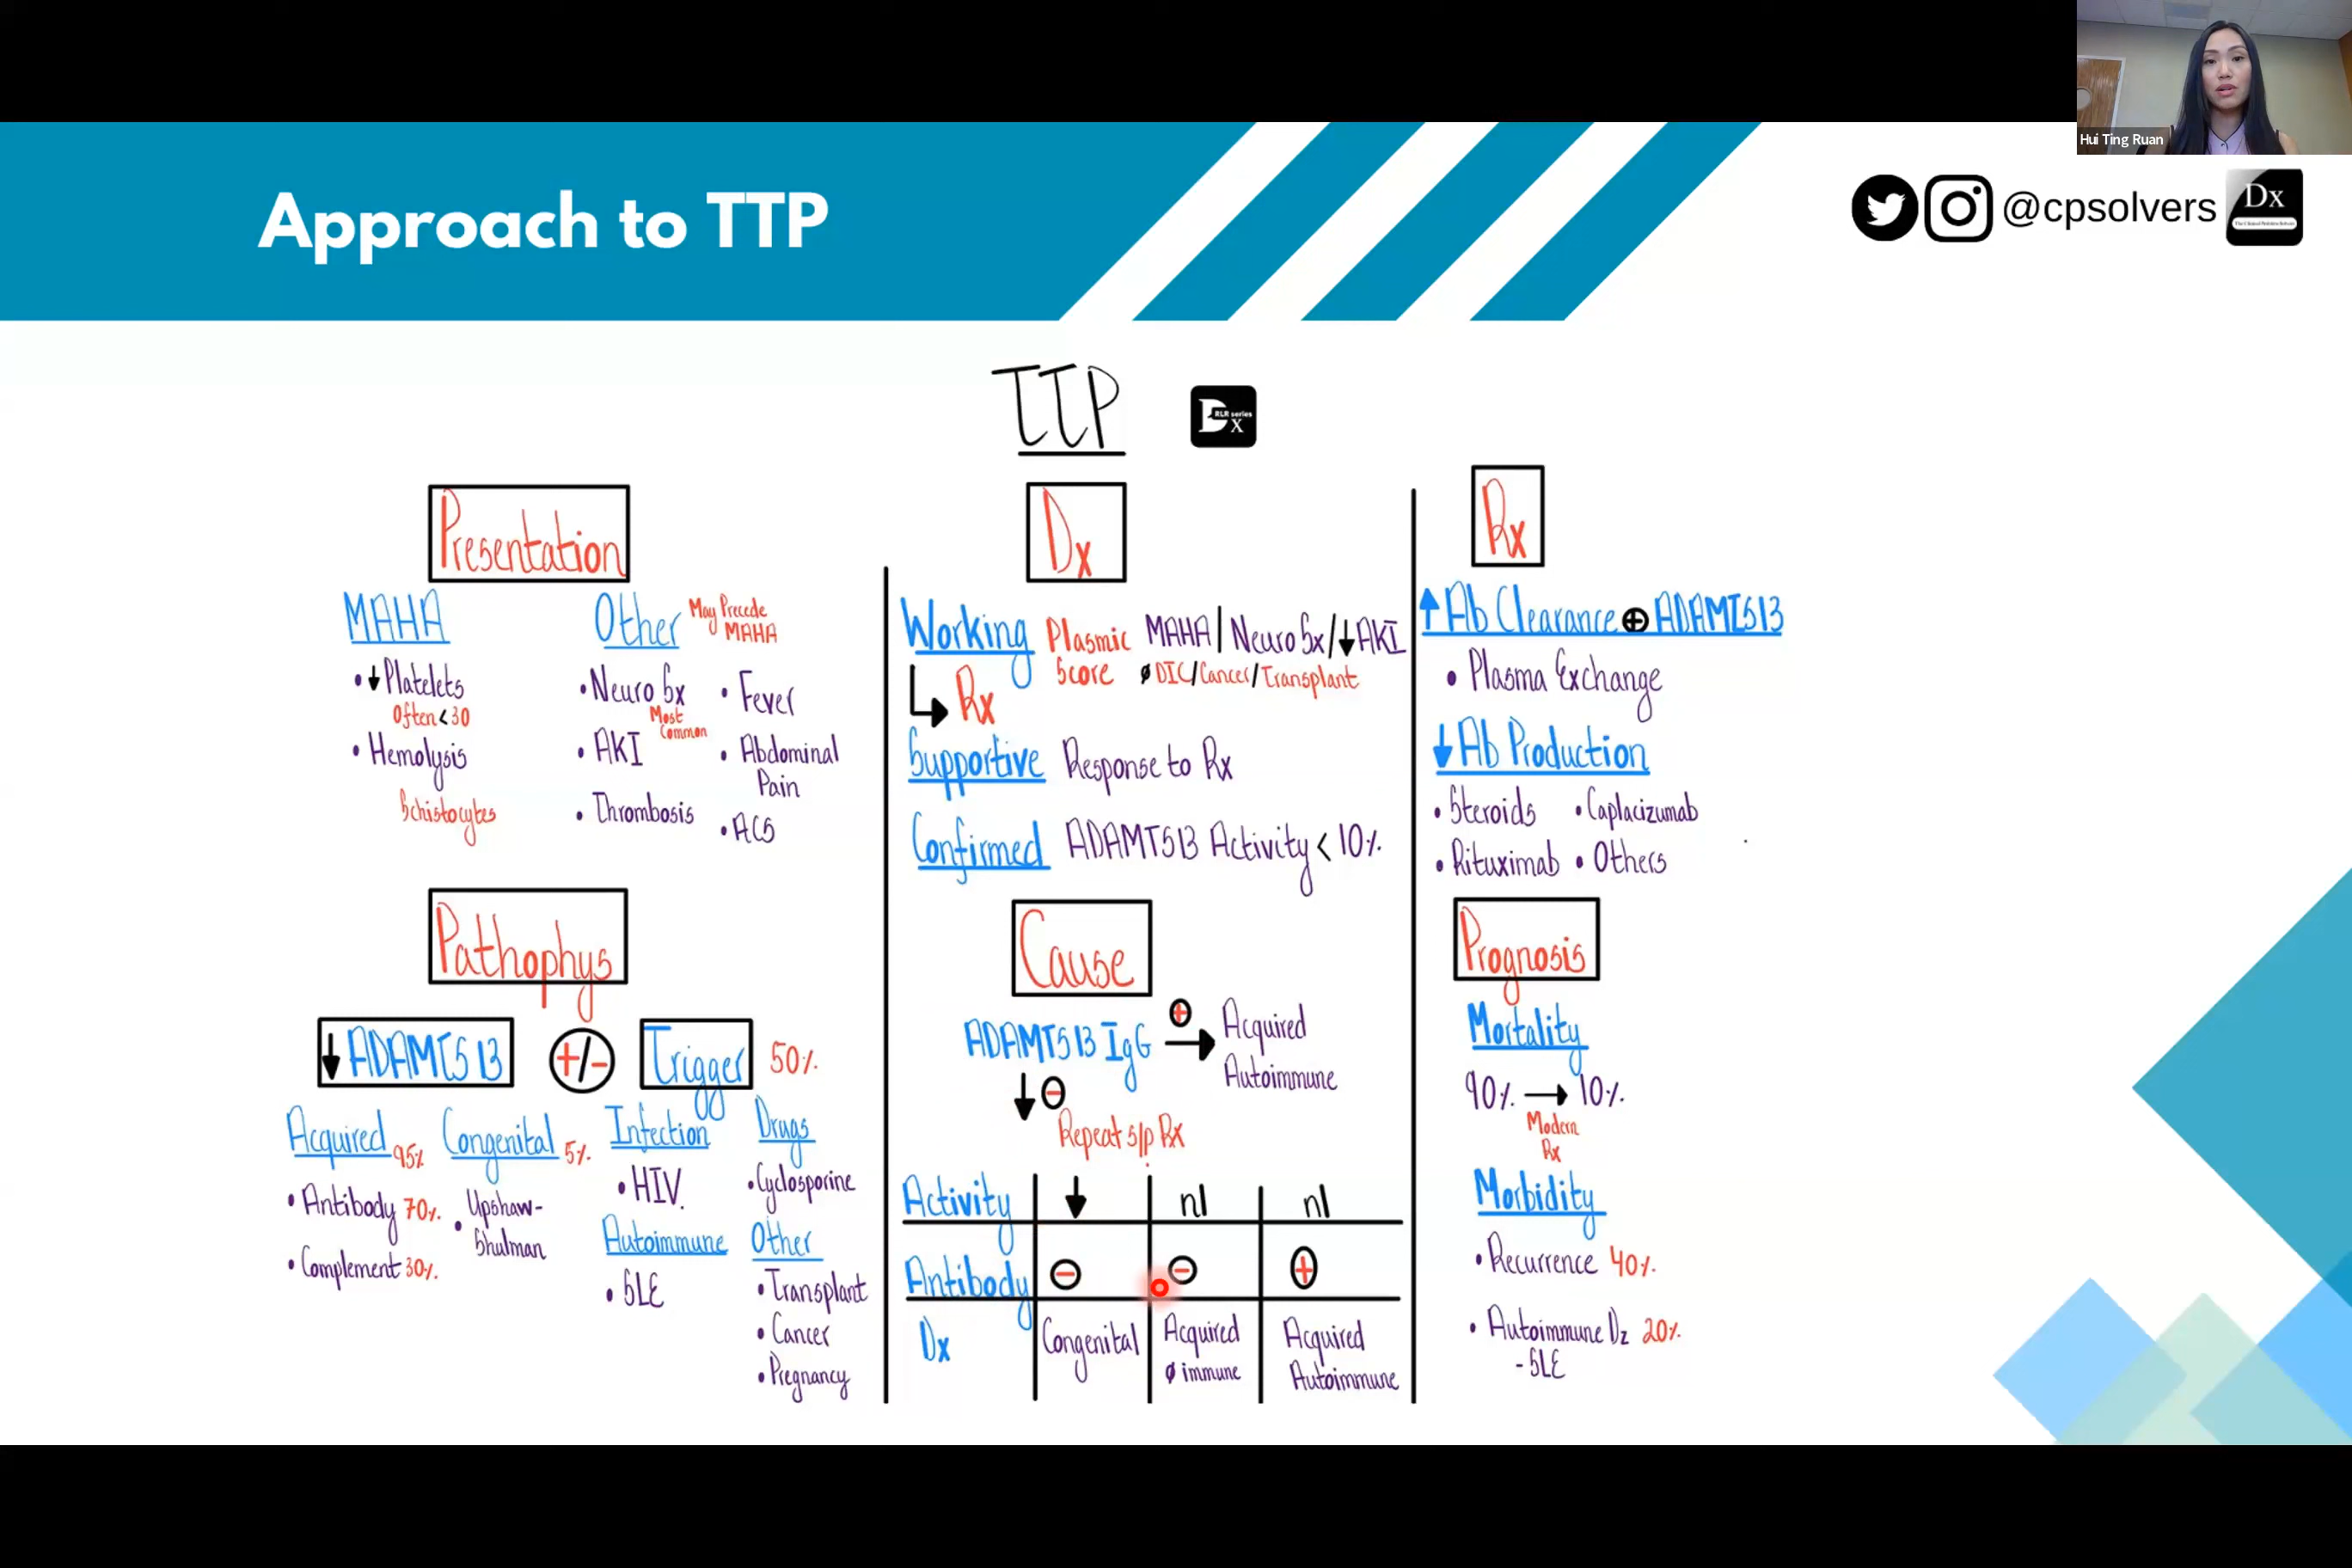 Hui Ting Ruan
Approach to TTP
@cpsolvers
Dx
TTP
D
RLR series
x
Presentation
MAHA
• ↓ Platelets
Often < 30
• Hemolysis
Schistocytes
Other May Precede
MAHA
• Neuro Sx
Most
Common
• AKI
• Thrombosis
• Fever
• Abdominal
Pain
• ACS
Pathophys
↓ ADAMTS 13 +/- Trigger 50%
Acquired 95%
• Antibody 70%
• Complement 30%
Congenital 5%
• Upshaw-
Shulman
Infection
• HIV
Autoimmune
• SLE
Drugs
• Cyclosporine
Other
• Transplant
• Cancer
• Pregnancy
Dx
Working Plasmic MAHA | Neuro Sx / ↓ AKI
Score Ø DIC / Cancer / Transplant
↳ Rx
Supportive Response to Rx
Confirmed ADAMTS13 Activity < 10%
Cause
ADAMTS13 IgG ⊕ → Acquired
Autoimmune
↓ ⊖
Repeat s/p Rx
Activity ↓ nl nl
Antibody ⊖ ⊖ ⊕
Dx Congenital Acquired Acquired
Ø immune Autoimmune
Rx
↑ Ab Clearance ⊕ ADAMTS13
• Plasma Exchange
↓ Ab Production
• Steroids • Caplacizumab
• Rituximab • Others
Prognosis
Mortality
90% → 10%
Modern
Rx
Morbidity
• Recurrence 40%
• Autoimmune Dz 20%
- SLE